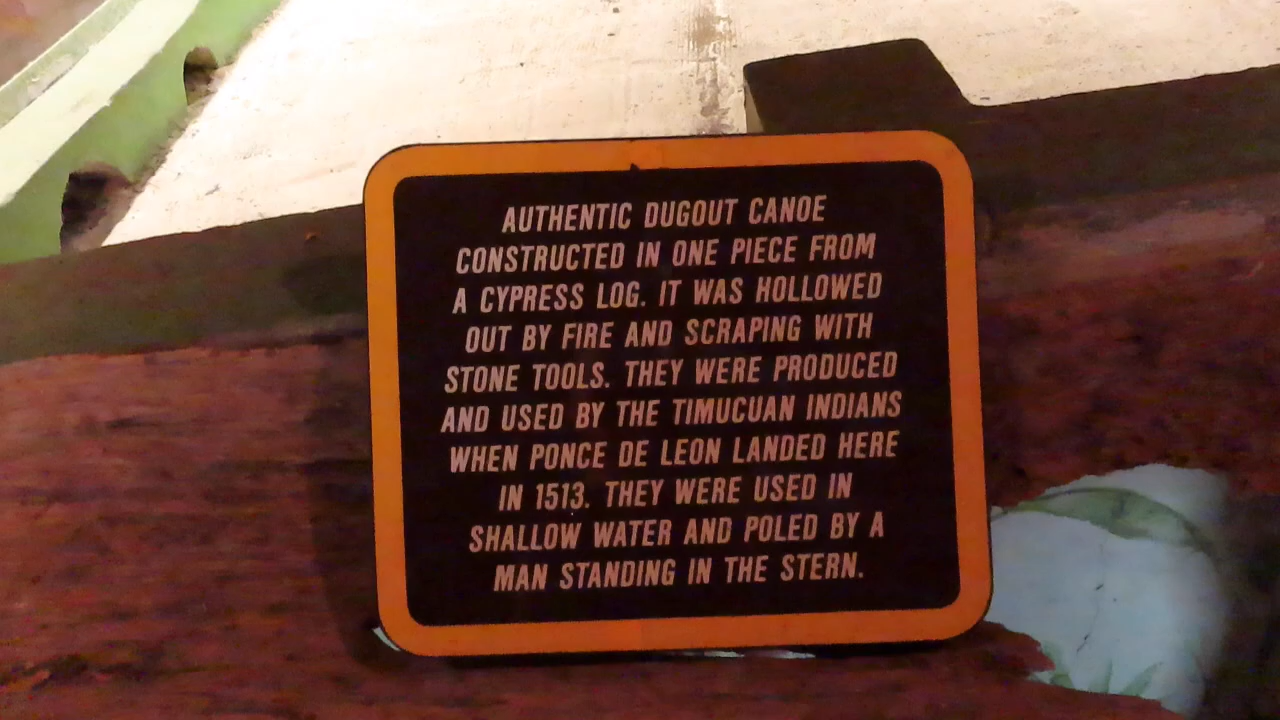 AUTHENTIC DUGOUT CANOE
CONSTRUCTED IN ONE PIECE FROM
A CYPRESS LOG. IT WAS HOLLOWED
OUT BY FIRE AND SCRAPING WITH
STONE TOOLS. THEY WERE PRODUCED
AND USED BY THE TIMUCUAN INDIANS
WHEN PONCE DE LEON LANDED HERE
IN 1513. THEY WERE USED IN
SHALLOW WATER AND POLED BY A
MAN STANDING IN THE STERN.